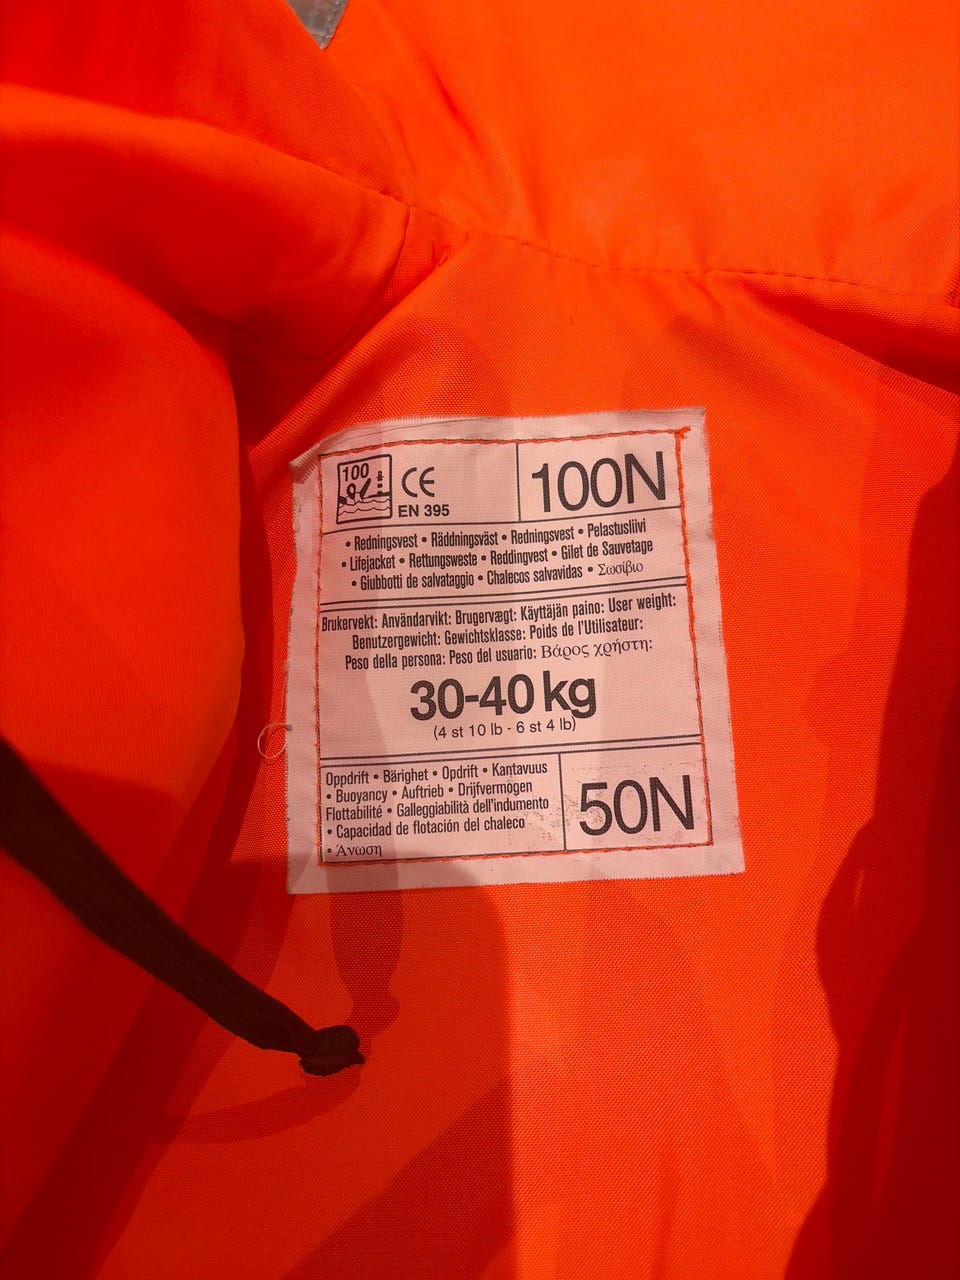 100
CE
EN 395
100N
• Redningsvest • Räddningsväst • Redningsvest • Pelastusliivi
• Lifejacket • Rettungsweste • Reddingvest • Gilet de Sauvetage
• Giubbotti de salvataggio • Chalecos salvavidas • Σωσίβιο
Brukervekt: Användarvikt: Brugervægt: Käyttäjän paino: User weight:
Benutzergewicht: Gewichtsklasse: Poids de l'Utilisateur:
Peso della persona: Peso del usuario: Βάρος χρήστη:
30-40 kg
(4 st 10 lb - 6 st 4 lb)
Oppdrift • Bärighet • Opdrift • Kantavuus
• Buoyancy • Auftrieb • Drijfvermögen
Flottabilité • Galleggiabilità dell'indumento
• Capacidad de flotación del chaleco
• Άνωση
50N